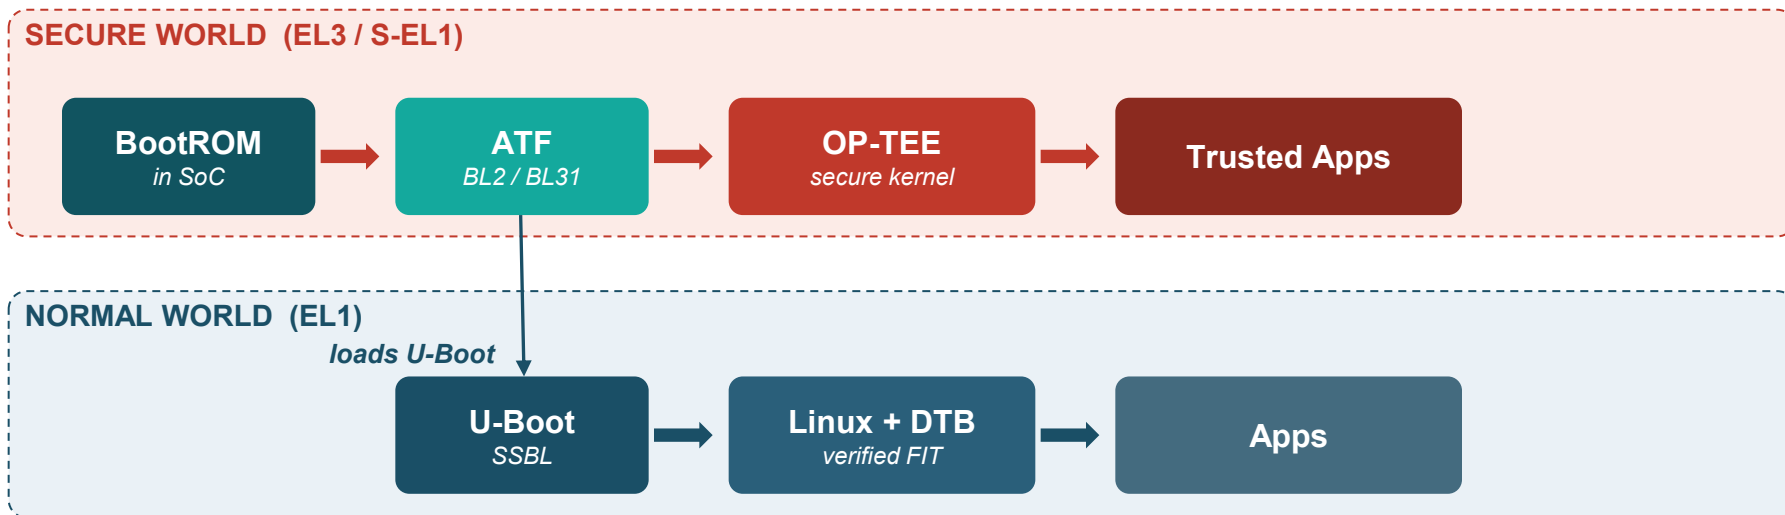 SECURE WORLD (EL3 / S-EL1)
BootROM
in SoC
ATF
BL2 / BL31
OP-TEE
secure kernel
Trusted Apps
NORMAL WORLD (EL1)
loads U-Boot
U-Boot
SSBL
Linux + DTB
verified FIT
Apps